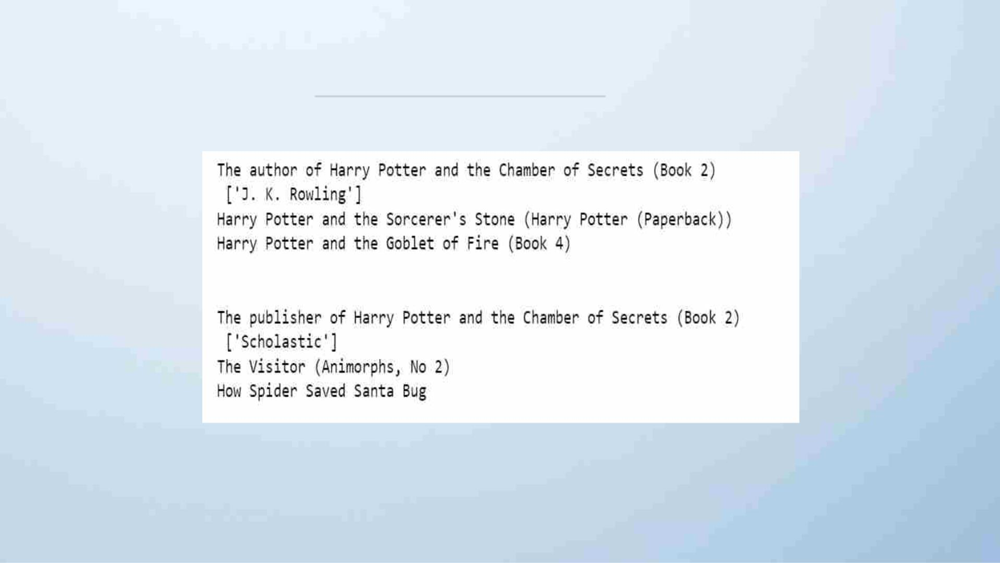 The author of Harry Potter and the Chamber of Secrets (Book 2)
['J. K. Rowling']
Harry Potter and the Sorcerer's Stone (Harry Potter (Paperback))
Harry Potter and the Goblet of Fire (Book 4)
The publisher of Harry Potter and the Chamber of Secrets (Book 2)
['Scholastic']
The Visitor (Animorphs, No 2)
How Spider Saved Santa Bug